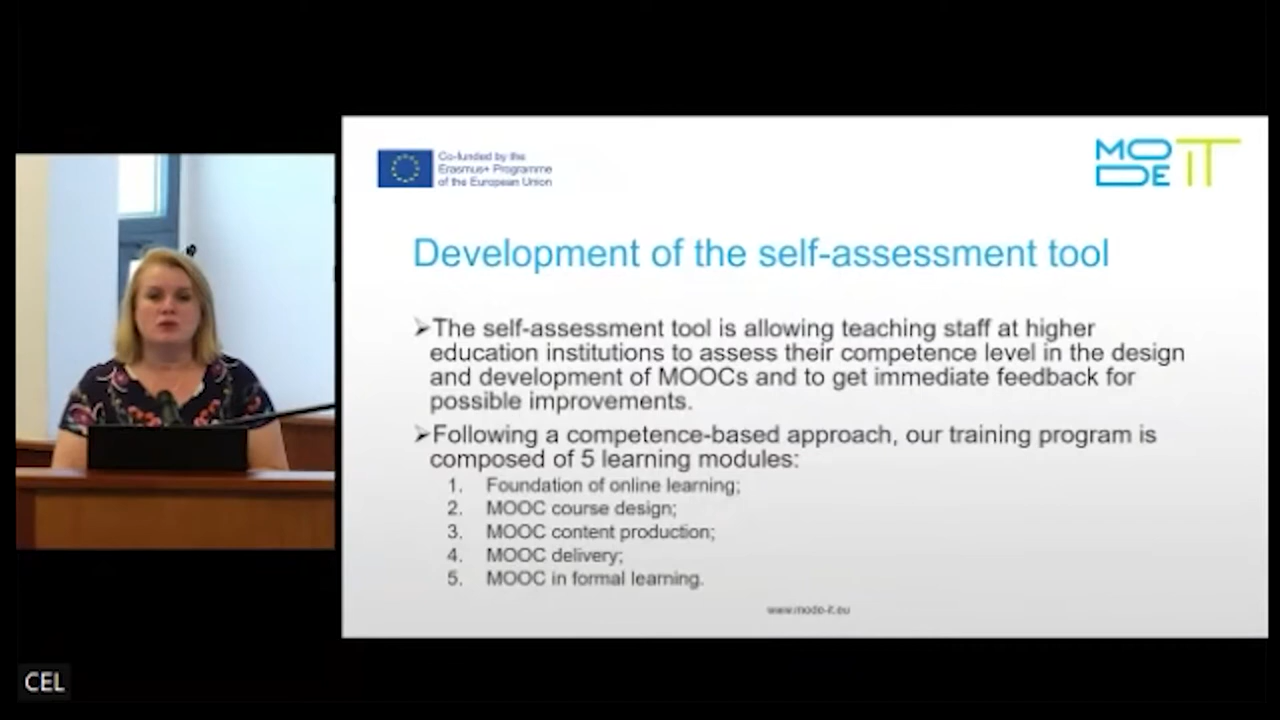 Co-funded by the
Erasmus+ Programme
of the European Union
MO
DE IT
Development of the self-assessment tool
➢The self-assessment tool is allowing teaching staff at higher
education institutions to assess their competence level in the design
and development of MOOCs and to get immediate feedback for
possible improvements.
➢Following a competence-based approach, our training program is
composed of 5 learning modules:
1. Foundation of online learning;
2. MOOC course design;
3. MOOC content production;
4. MOOC delivery;
5. MOOC in formal learning.
www.mode-it.eu
CEL